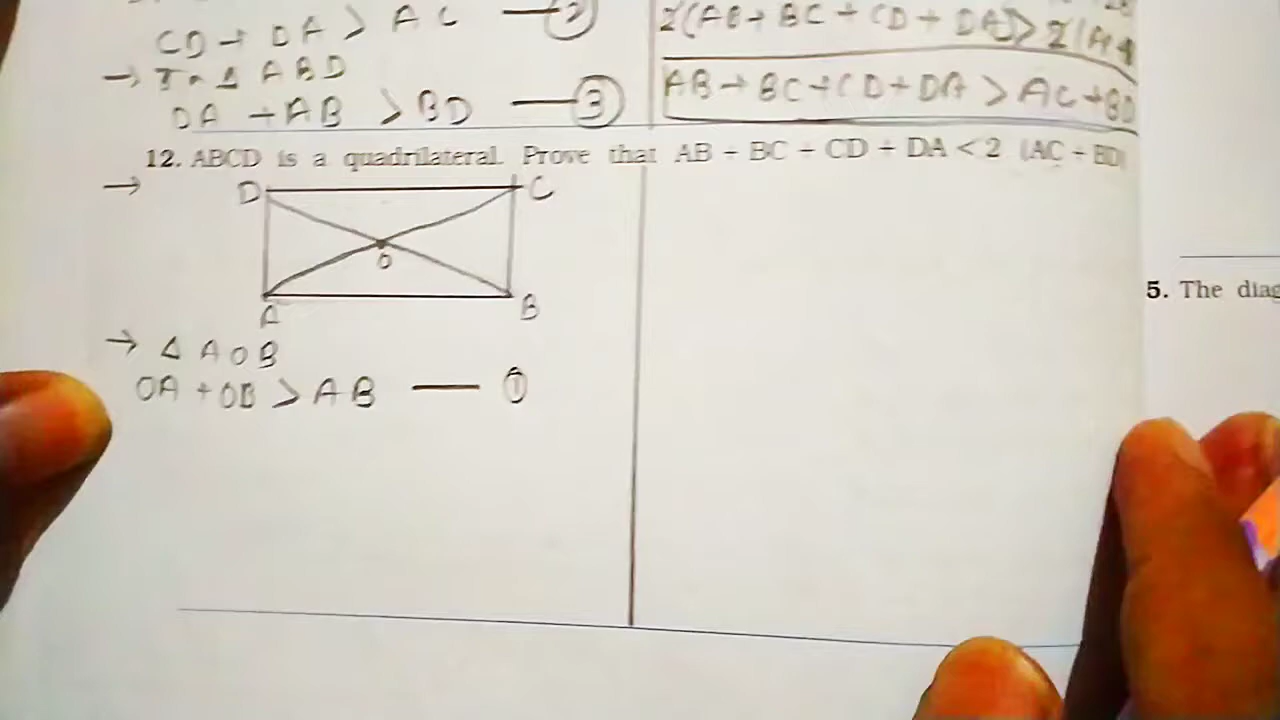 CD + DA > AC — 2
→ In Δ ABD
DA + AB > BD — 3
2(AB + BC + CD + DA) > 2(A
AB + BC + CD + DA > AC + BD
12. ABCD is a quadrilateral. Prove that AB + BC + CD + DA < 2 (AC + BD)
→
D C
O
A B
→ Δ AOB
OA + OB > AB — 1
5. The diag